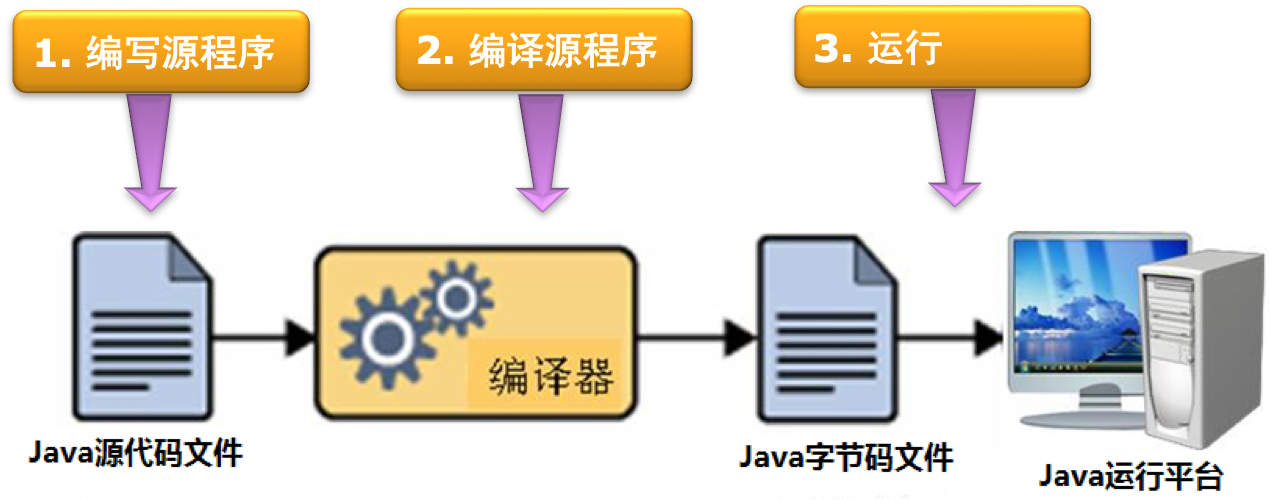 1. 编写源程序
2. 编译源程序
3. 运行
编译器
Java源代码文件
Java字节码文件
Java运行平台